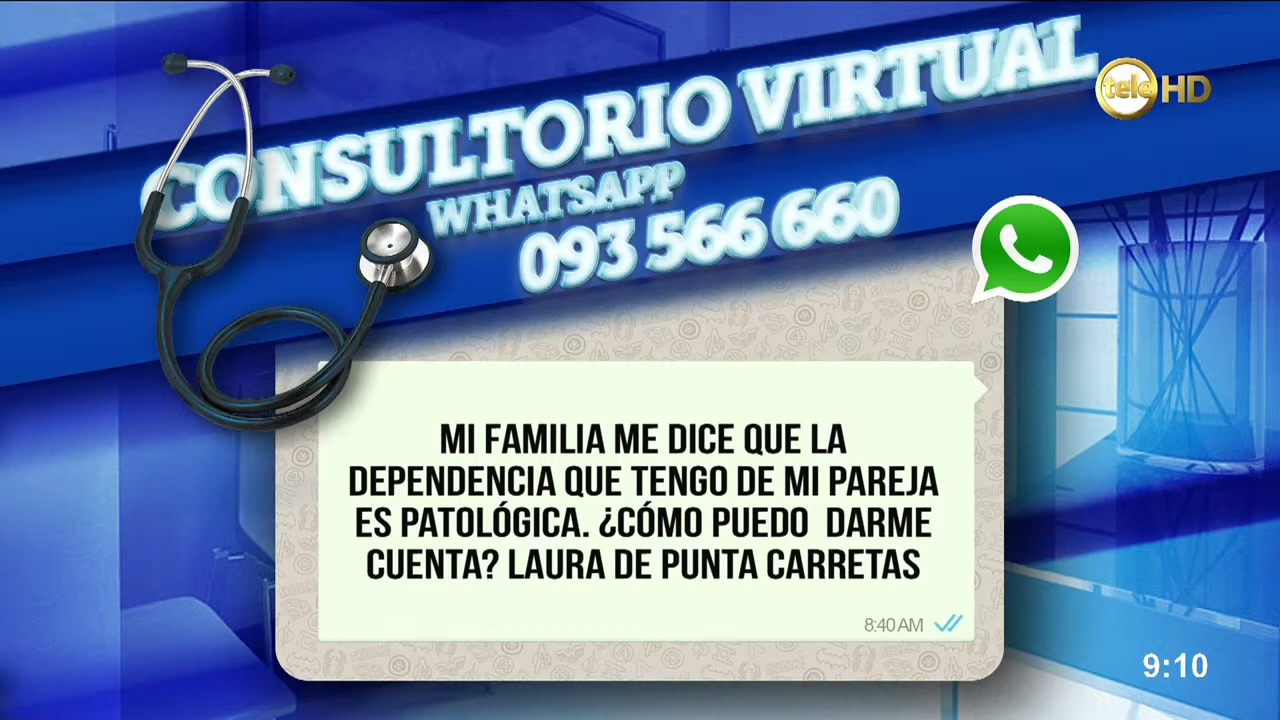 CONSULTORIO VIRTUAL
tele HD
WHATSAPP
093 566 660
MI FAMILIA ME DICE QUE LA
DEPENDENCIA QUE TENGO DE MI PAREJA
ES PATOLÓGICA. ¿CÓMO PUEDO DARME
CUENTA? LAURA DE PUNTA CARRETAS
8:40 AM
9:10